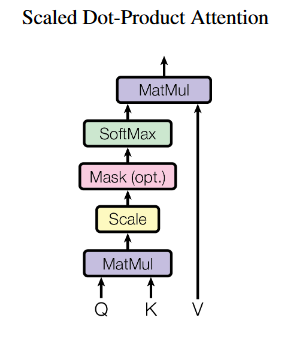 Scaled Dot-Product Attention
MatMul
SoftMax
Mask (opt.)
Scale
MatMul
Q K V